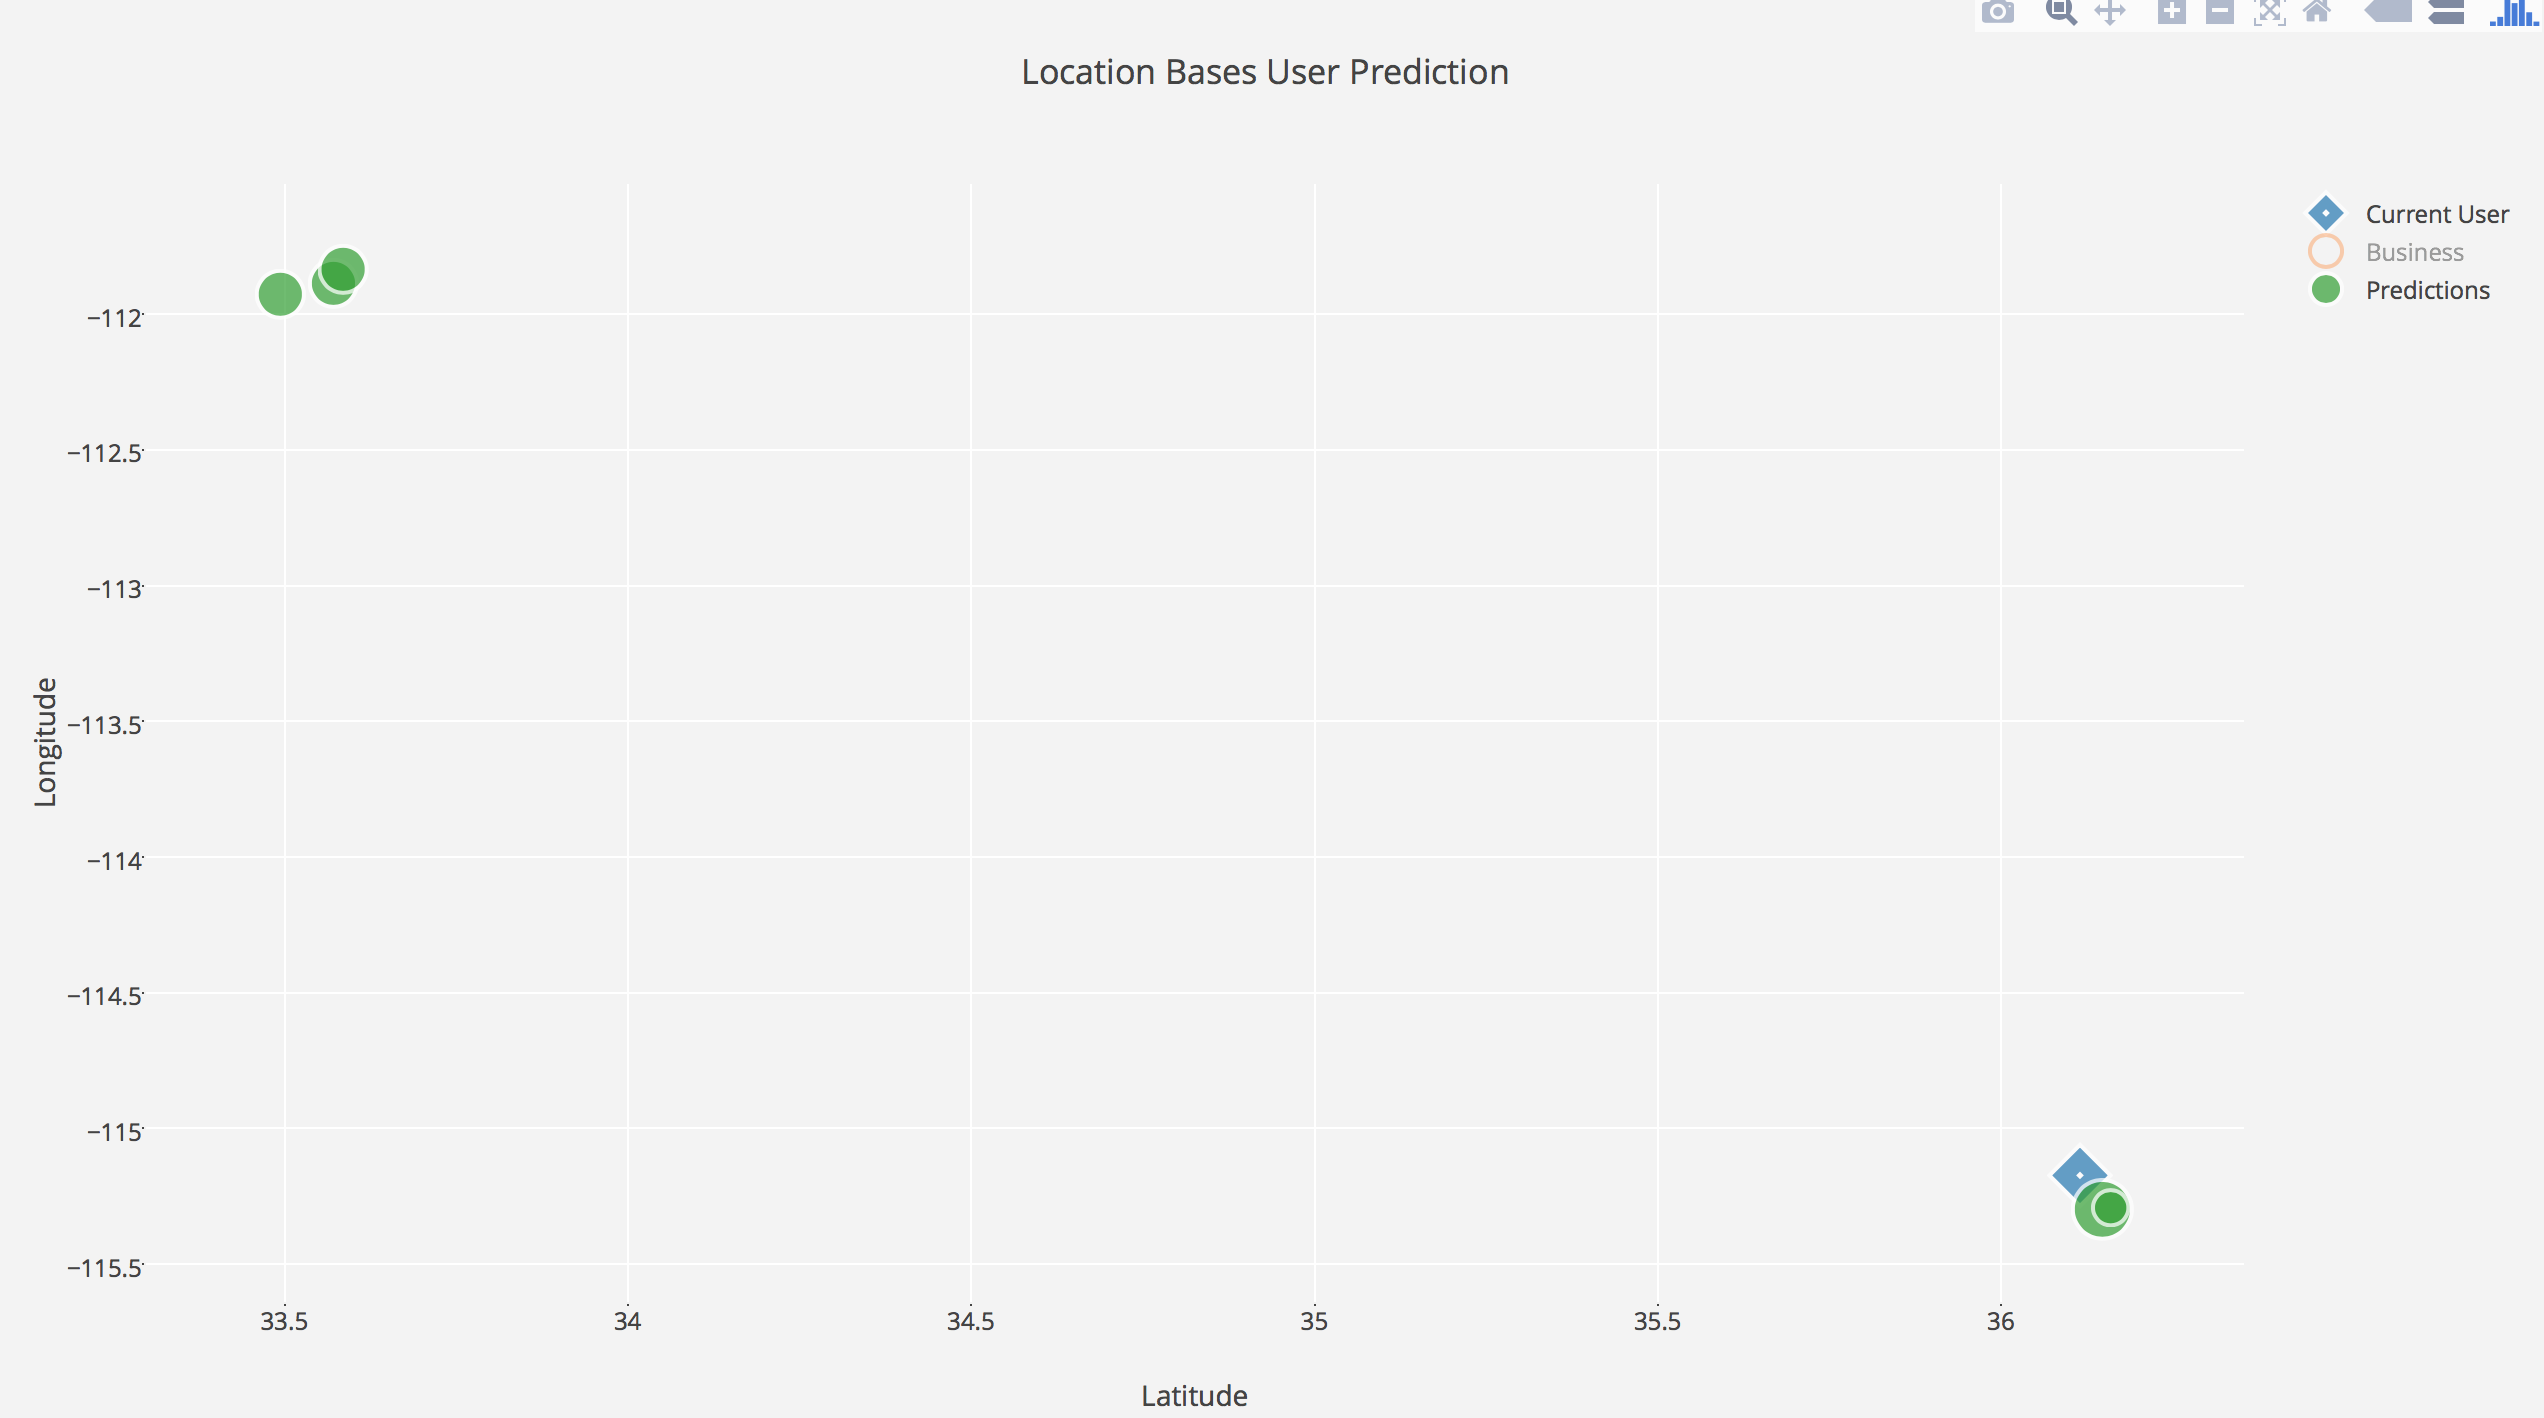 Location Bases User Prediction
Current User
Business
Predictions
−112
−112.5
−113
−113.5
−114
−114.5
−115
−115.5
Longitude
33.5
34
34.5
35
35.5
36
Latitude